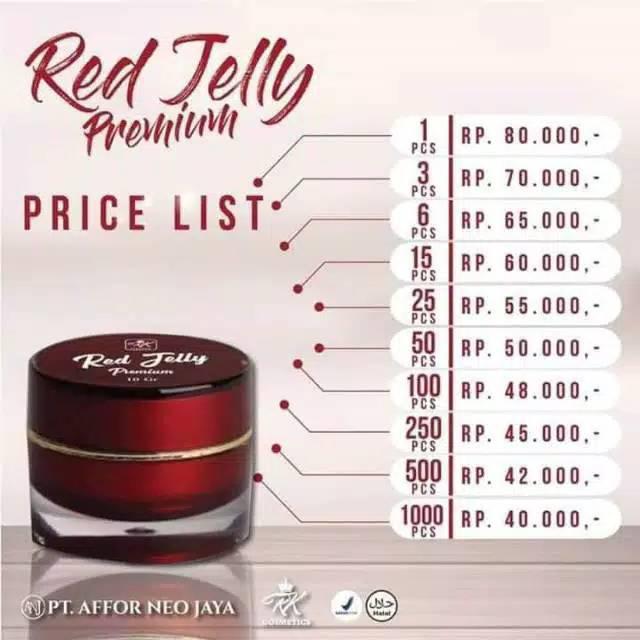 Red Jelly
Premium
PRICE LIST
1 PCS RP. 80.000,-
3 PCS RP. 70.000,-
6 PCS RP. 65.000,-
15 PCS RP. 60.000,-
25 PCS RP. 55.000,-
50 PCS RP. 50.000,-
100 PCS RP. 48.000,-
250 PCS RP. 45.000,-
500 PCS RP. 42.000,-
1000 PCS RP. 40.000,-
RK
Red Jelly
Premium
10 Gr
PT. AFFOR NEO JAYA
RK
COSMETICS
حلال
Halal